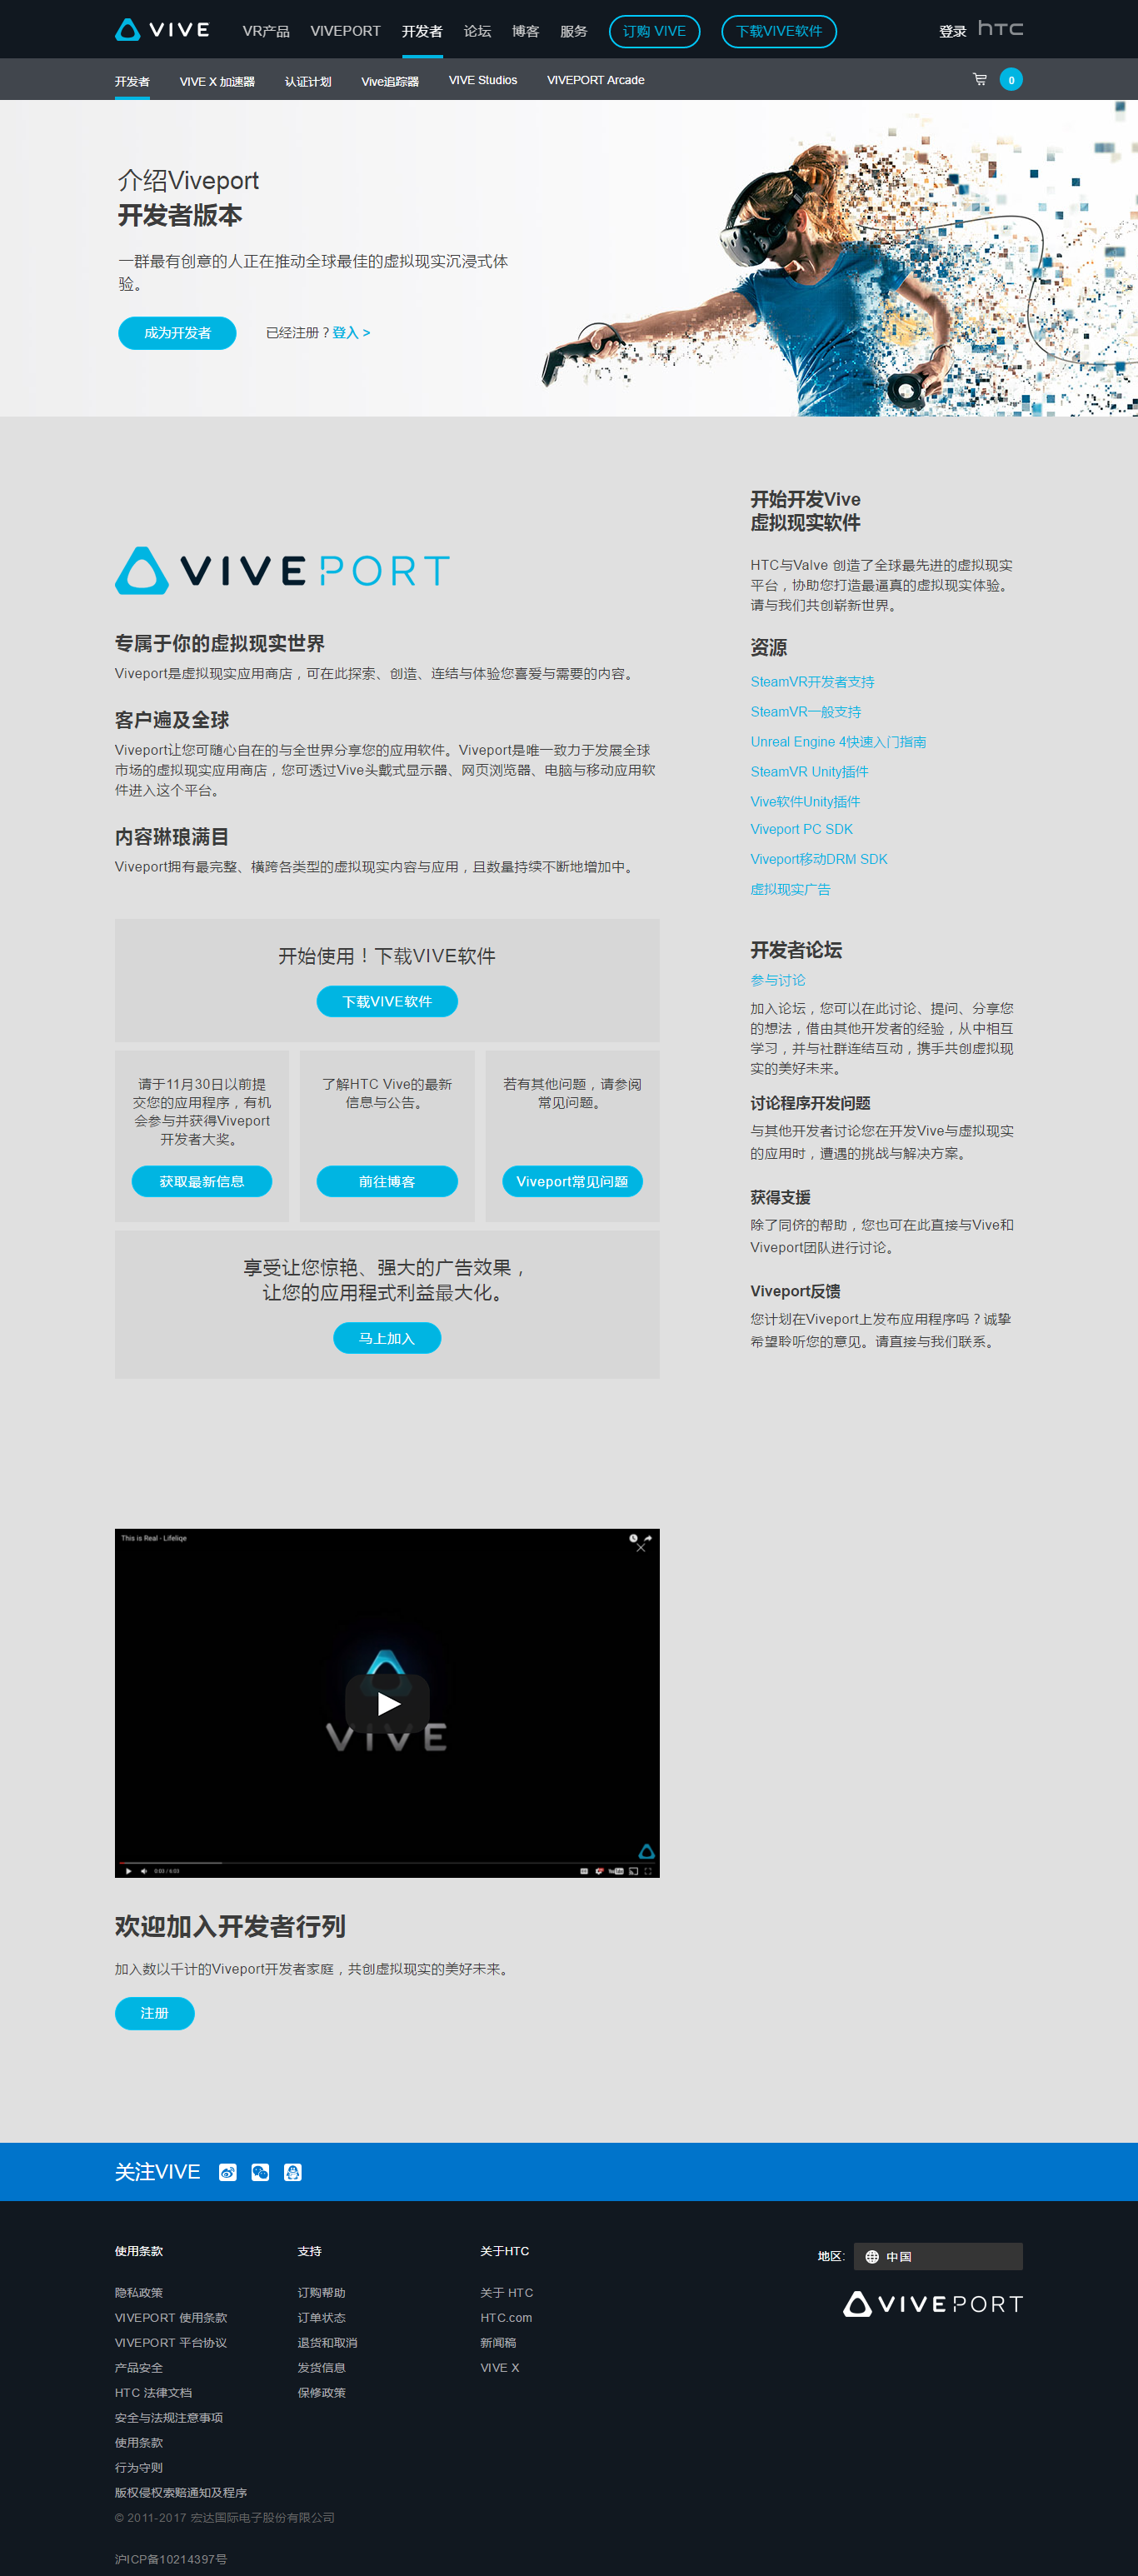 VIVE
VR产品 VIVEPORT 开发者 论坛 博客 服务 订购 VIVE 下载VIVE软件 登录 hTC
开发者 VIVE X 加速器 认证计划 Vive追踪器 VIVE Studios VIVEPORT Arcade 0
介绍Viveport
开发者版本
一群最有创意的人正在推动全球最佳的虚拟现实沉浸式体
验。
成为开发者 已经注册？登入 >
VIVEPORT
专属于你的虚拟现实世界
Viveport是虚拟现实应用商店，可在此探索、创造、连结与体验您喜爱与需要的内容。
客户遍及全球
Viveport让您可随心自在的与全世界分享您的应用软件。Viveport是唯一致力于发展全球
市场的虚拟现实应用商店，您可透过Vive头戴式显示器、网页浏览器、电脑与移动应用软
件进入这个平台。
内容琳琅满目
Viveport拥有最完整、横跨各类型的虚拟现实内容与应用，且数量持续不断地增加中。
开始使用！下载VIVE软件
下载VIVE软件
请于11月30日以前提
交您的应用程序，有机
会参与并获得Viveport
开发者大奖。
获取最新信息
了解HTC Vive的最新
信息与公告。
前往博客
若有其他问题，请参阅
常见问题。
Viveport常见问题
享受让您惊艳、强大的广告效果，
让您的应用程式利益最大化。
马上加入
开始开发Vive
虚拟现实软件
HTC与Valve 创造了全球最先进的虚拟现实
平台，协助您打造最逼真的虚拟现实体验。
请与我们共创崭新世界。
资源
SteamVR开发者支持
SteamVR一般支持
Unreal Engine 4快速入门指南
SteamVR Unity插件
Vive软件Unity插件
Viveport PC SDK
Viveport移动DRM SDK
虚拟现实广告
开发者论坛
参与讨论
加入论坛，您可以在此讨论、提问、分享您
的想法，借由其他开发者的经验，从中相互
学习，并与社群连结互动，携手共创虚拟现
实的美好未来。
讨论程序开发问题
与其他开发者讨论您在开发Vive与虚拟现实
的应用时，遭遇的挑战与解决方案。
获得支援
除了同侪的帮助，您也可在此直接与Vive和
Viveport团队进行讨论。
Viveport反馈
您计划在Viveport上发布应用程序吗？诚挚
希望聆听您的意见。请直接与我们联系。
This is Real - Lifeliqe
VIVE
0:03 / 6:03
YouTube
欢迎加入开发者行列
加入数以千计的Viveport开发者家庭，共创虚拟现实的美好未来。
注册
关注VIVE
使用条款
隐私政策
VIVEPORT 使用条款
VIVEPORT 平台协议
产品安全
HTC 法律文档
安全与法规注意事项
使用条款
行为守则
版权侵权索赔通知及程序
支持
订购帮助
订单状态
退货和取消
发货信息
保修政策
关于HTC
关于 HTC
HTC.com
新闻稿
VIVE X
地区: 中国
VIVEPORT
© 2011-2017 宏达国际电子股份有限公司
沪ICP备10214397号